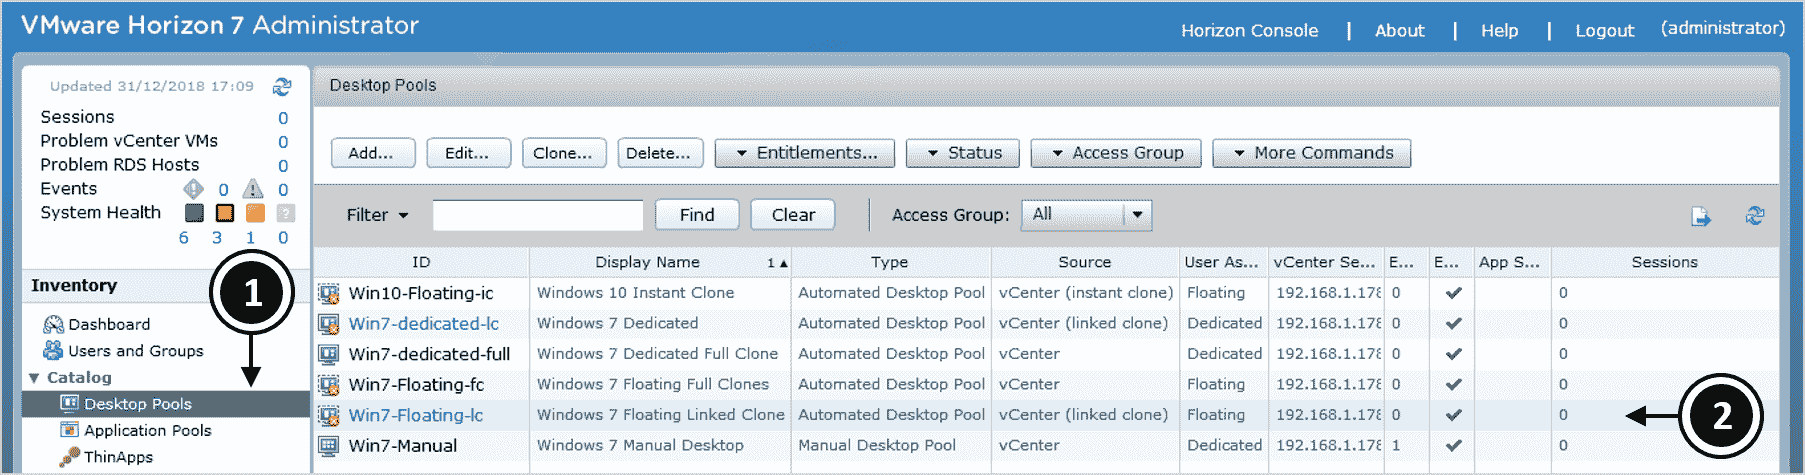 VMware Horizon 7 Administrator
Horizon Console | About | Help | Logout (administrator)
Updated 31/12/2018 17:09
Sessions 0
Problem vCenter VMs 0
Problem RDS Hosts 0
Events 0 0
System Health ?
6 3 1 0
Inventory
1
Dashboard
Users and Groups
Catalog
Desktop Pools
Application Pools
ThinApps
Desktop Pools
Add... Edit... Clone... Delete... Entitlements... Status Access Group More Commands
Filter Find Clear Access Group: All
ID Display Name 1 Type Source User As... vCenter Se... E... E... App S... Sessions
Win10-Floating-ic Windows 10 Instant Clone Automated Desktop Pool vCenter (instant clone) Floating 192.168.1.178 0 0
Win7-dedicated-lc Windows 7 Dedicated Automated Desktop Pool vCenter (linked clone) Dedicated 192.168.1.178 0 0
Win7-dedicated-full Windows 7 Dedicated Full Clone Automated Desktop Pool vCenter Dedicated 192.168.1.178 0 0
Win7-Floating-fc Windows 7 Floating Full Clones Automated Desktop Pool vCenter Floating 192.168.1.178 0 0
Win7-Floating-lc Windows 7 Floating Linked Clone Automated Desktop Pool vCenter (linked clone) Floating 192.168.1.178 0 0
2
Win7-Manual Windows 7 Manual Desktop Manual Desktop Pool vCenter Dedicated 192.168.1.178 1 0